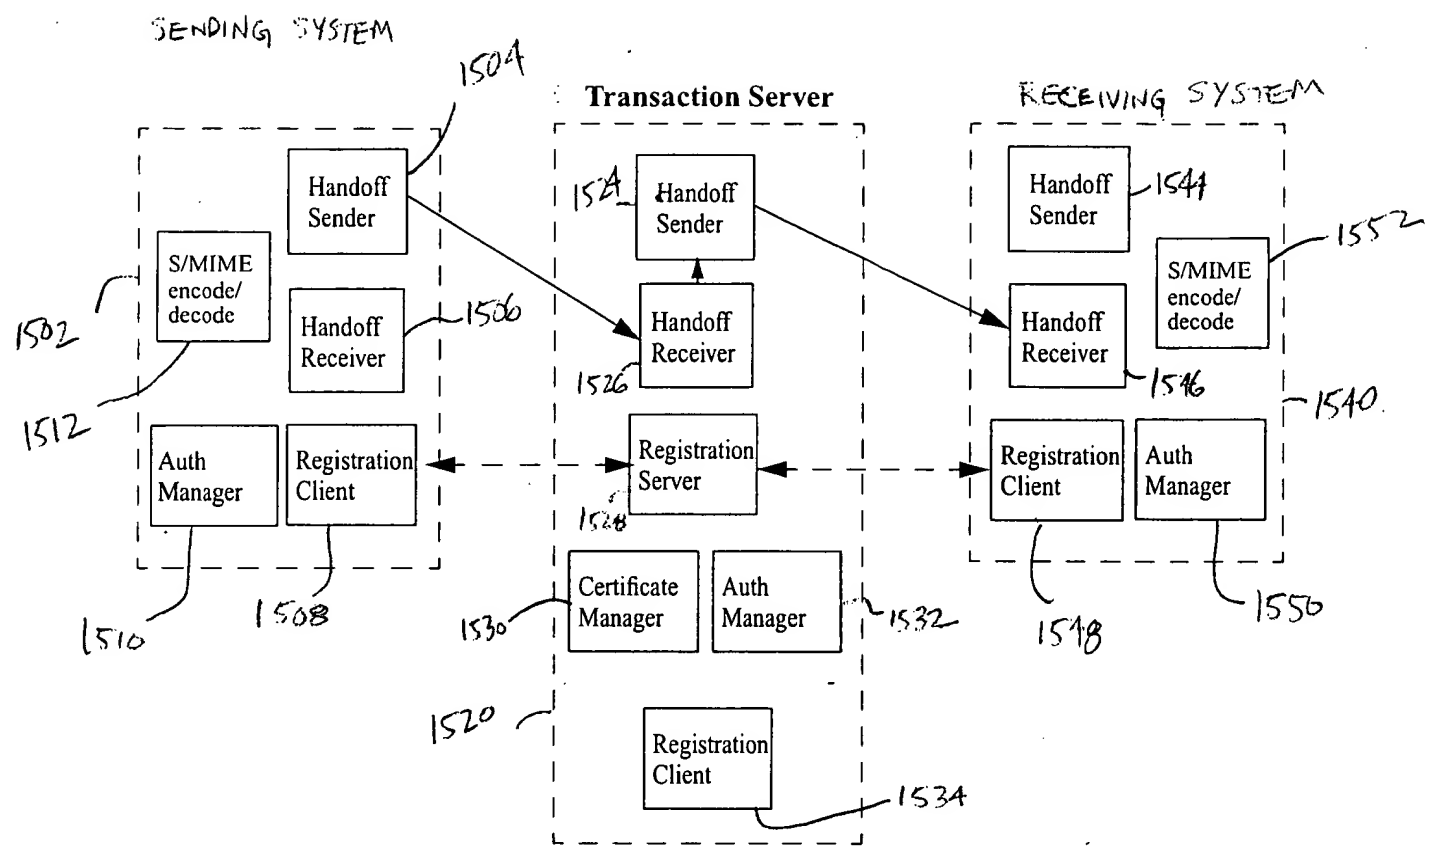 SENDING SYSTEM
1504
Transaction Server
RECEIVING SYSTEM
Handoff
Sender
1524
Handoff
Sender
Handoff
Sender
1544
1552
S/MIME
encode/
decode
1502
Handoff
Receiver
1506
Handoff
Receiver
1526
Handoff
Receiver
1546
S/MIME
encode/
decode
1512
1540
Auth
Manager
Registration
Client
Registration
Server
1528
Registration
Client
Auth
Manager
1510
1508
Certificate
Manager
1530
Auth
Manager
1532
1548
1550
1520
Registration
Client
1534